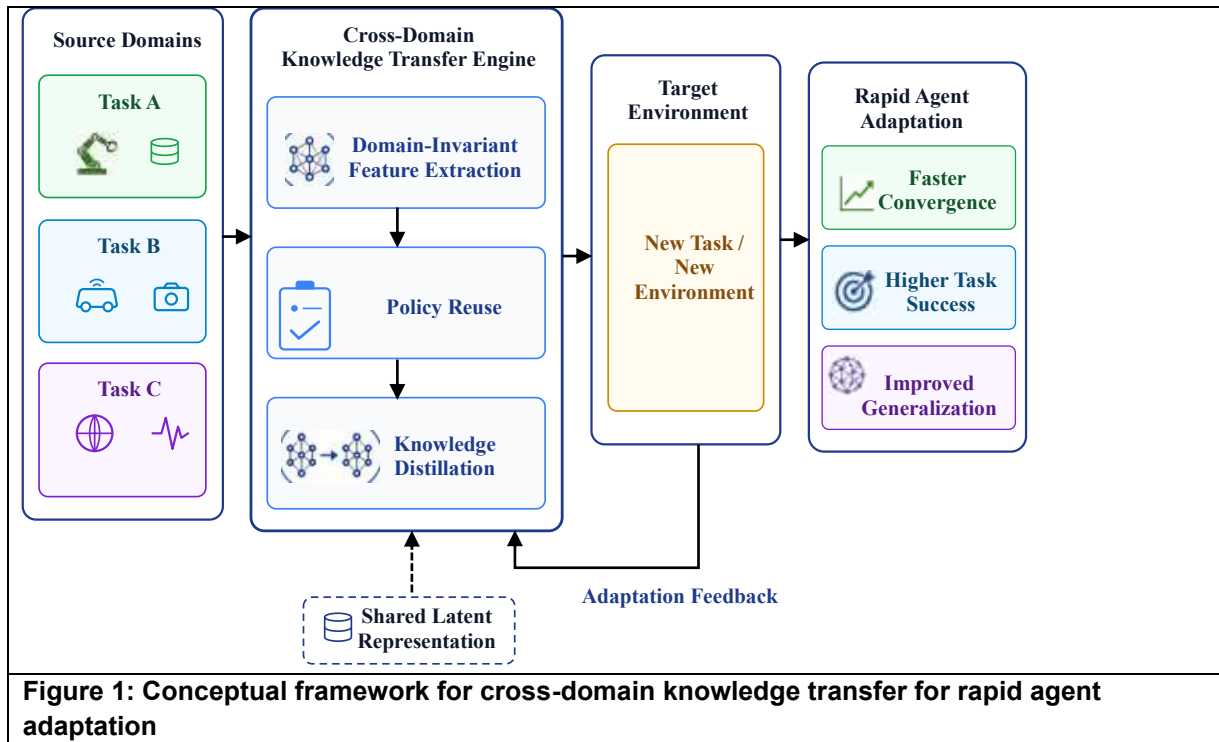 Source Domains
Task A
Task B
Task C
Cross-Domain
Knowledge Transfer Engine
Domain-Invariant
Feature Extraction
Policy Reuse
Knowledge
Distillation
Shared Latent
Representation
Target
Environment
New Task /
New
Environment
Adaptation Feedback
Rapid Agent
Adaptation
Faster
Convergence
Higher Task
Success
Improved
Generalization
Figure 1: Conceptual framework for cross-domain knowledge transfer for rapid agent
adaptation